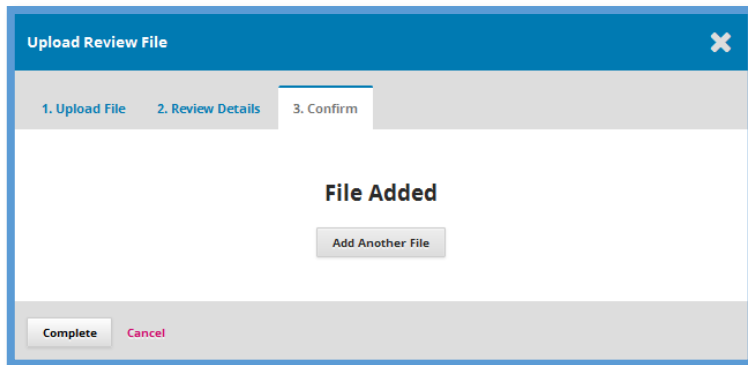 Upload Review File
1. Upload File 2. Review Details 3. Confirm
File Added
Add Another File
Complete Cancel